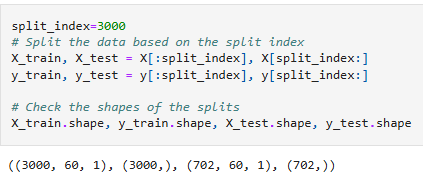 split_index=3000
# Split the data based on the split index
X_train, X_test = X[:split_index], X[split_index:]
y_train, y_test = y[:split_index], y[split_index:]
# Check the shapes of the splits
X_train.shape, y_train.shape, X_test.shape, y_test.shape
((3000, 60, 1), (3000,), (702, 60, 1), (702,))